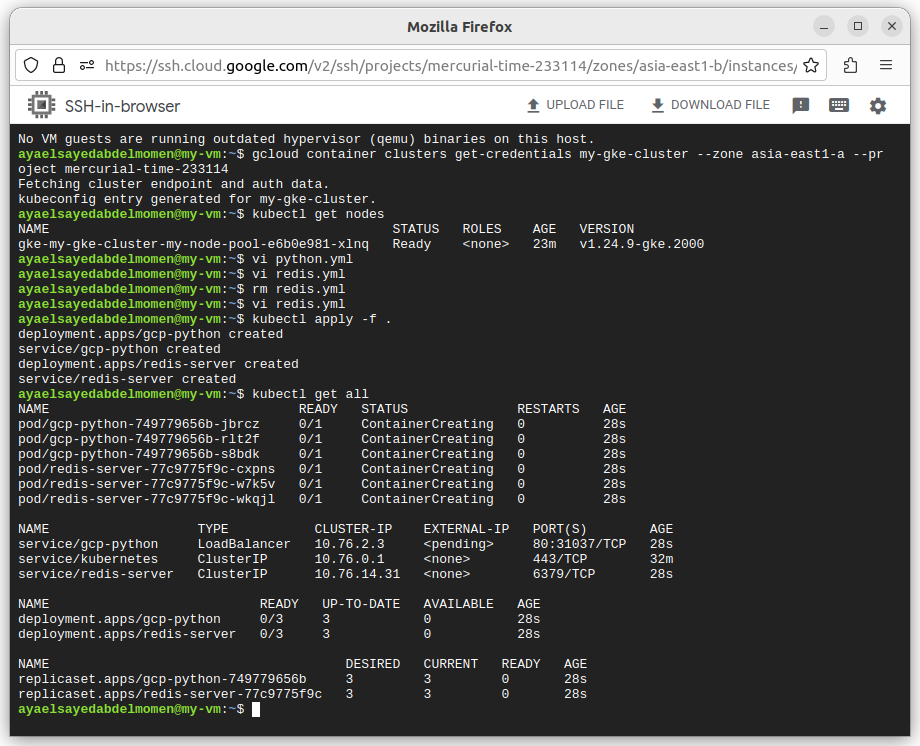 Mozilla Firefox
https://ssh.cloud.google.com/v2/ssh/projects/mercurial-time-233114/zones/asia-east1-b/instances/
SSH-in-browser UPLOAD FILE DOWNLOAD FILE
No VM guests are running outdated hypervisor (qemu) binaries on this host.
ayaelsayedabdelmomen@my-vm:~$ gcloud container clusters get-credentials my-gke-cluster --zone asia-east1-a --pr
oject mercurial-time-233114
Fetching cluster endpoint and auth data.
kubeconfig entry generated for my-gke-cluster.
ayaelsayedabdelmomen@my-vm:~$ kubectl get nodes
NAME STATUS ROLES AGE VERSION
gke-my-gke-cluster-my-node-pool-e6b0e981-xlnq Ready <none> 23m v1.24.9-gke.2000
ayaelsayedabdelmomen@my-vm:~$ vi python.yml
ayaelsayedabdelmomen@my-vm:~$ vi redis.yml
ayaelsayedabdelmomen@my-vm:~$ rm redis.yml
ayaelsayedabdelmomen@my-vm:~$ vi redis.yml
ayaelsayedabdelmomen@my-vm:~$ kubectl apply -f .
deployment.apps/gcp-python created
service/gcp-python created
deployment.apps/redis-server created
service/redis-server created
ayaelsayedabdelmomen@my-vm:~$ kubectl get all
NAME READY STATUS RESTARTS AGE
pod/gcp-python-749779656b-jbrcz 0/1 ContainerCreating 0 28s
pod/gcp-python-749779656b-rlt2f 0/1 ContainerCreating 0 28s
pod/gcp-python-749779656b-s8bdk 0/1 ContainerCreating 0 28s
pod/redis-server-77c9775f9c-cxpns 0/1 ContainerCreating 0 28s
pod/redis-server-77c9775f9c-w7k5v 0/1 ContainerCreating 0 28s
pod/redis-server-77c9775f9c-wkqjl 0/1 ContainerCreating 0 28s
NAME TYPE CLUSTER-IP EXTERNAL-IP PORT(S) AGE
service/gcp-python LoadBalancer 10.76.2.3 <pending> 80:31037/TCP 28s
service/kubernetes ClusterIP 10.76.0.1 <none> 443/TCP 32m
service/redis-server ClusterIP 10.76.14.31 <none> 6379/TCP 28s
NAME READY UP-TO-DATE AVAILABLE AGE
deployment.apps/gcp-python 0/3 3 0 28s
deployment.apps/redis-server 0/3 3 0 28s
NAME DESIRED CURRENT READY AGE
replicaset.apps/gcp-python-749779656b 3 3 0 28s
replicaset.apps/redis-server-77c9775f9c 3 3 0 28s
ayaelsayedabdelmomen@my-vm:~$